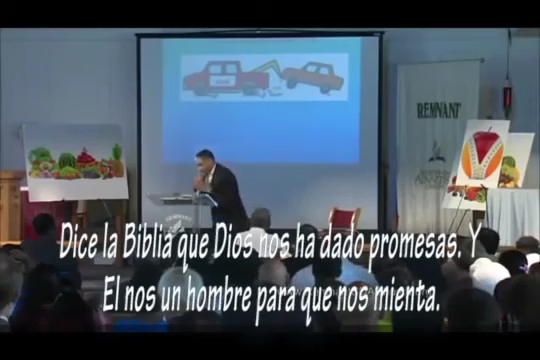 REMNANT
Dice la Biblia que Dios nos ha dado promesas. Y
El nos un hombre para que nos mienta.